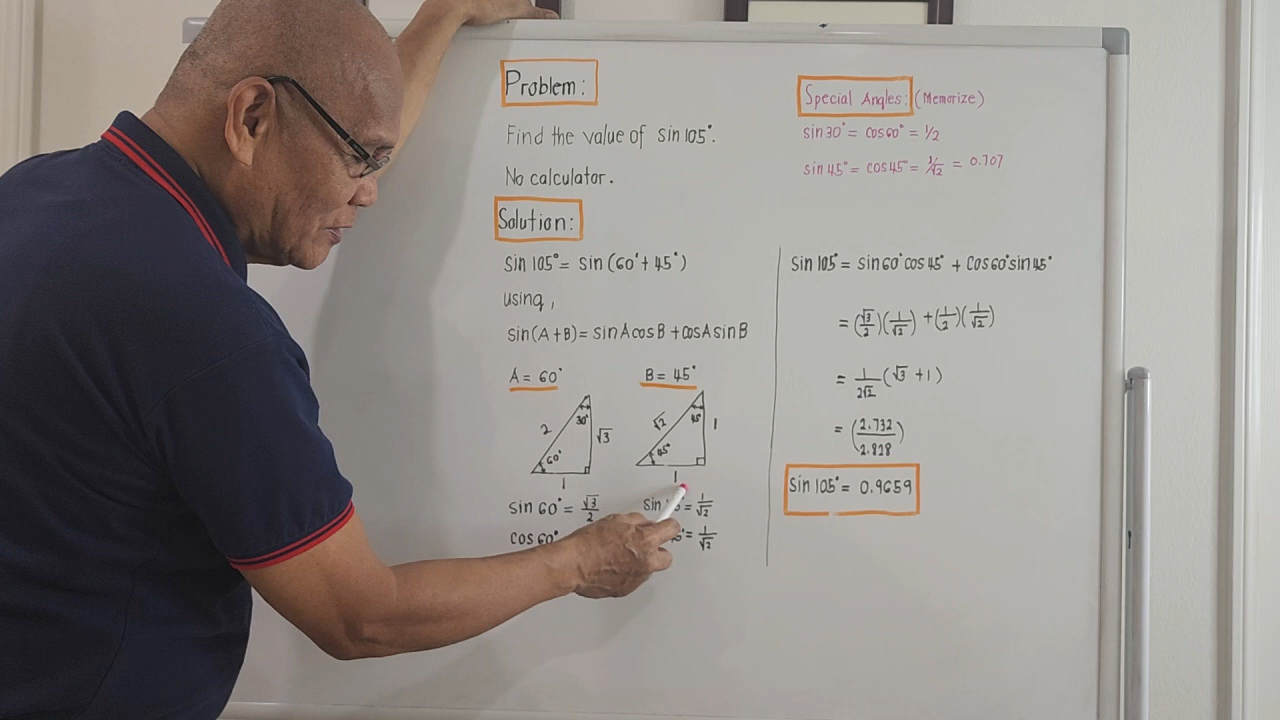 Problem:
Find the value of sin 105°.
No calculator.
Solution:
Sin 105° = sin (60° + 45°)
using,
sin(A+B) = sinAcosB + cosAsinB
A = 60°
2
30°
√3
60°
1
sin 60° = √3/2
cos 60°
B = 45°
√2
45°
1
45°
1
sin = 1/√2
= 1/√2
Special Angles: (Memorize)
sin 30° = cos 60° = 1/2
sin 45° = cos 45° = 1/√2 = 0.707
Sin 105° = sin 60° cos 45° + Cos 60° sin 45°
= (√3/2)(1/√2) + (1/2)(1/√2)
= 1/2√2 (√3 + 1)
= (2.732/2.828)
Sin 105° = 0.9659